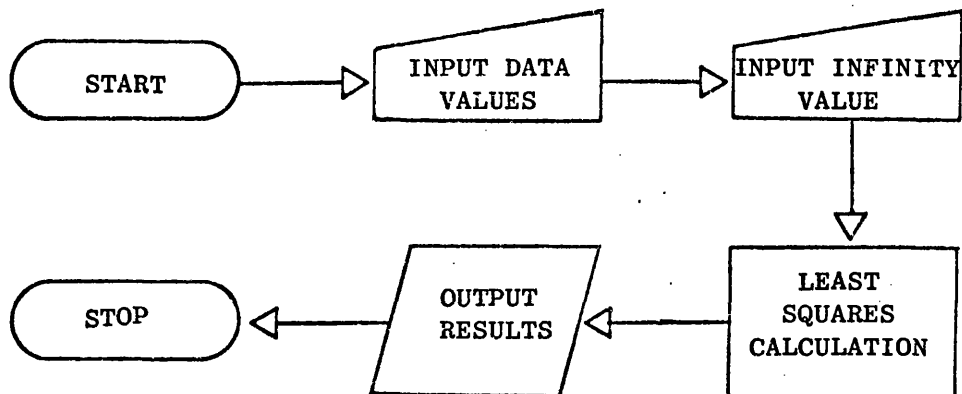 START
INPUT DATA
VALUES
INPUT INFINITY
VALUE
LEAST
SQUARES
CALCULATION
OUTPUT
RESULTS
STOP